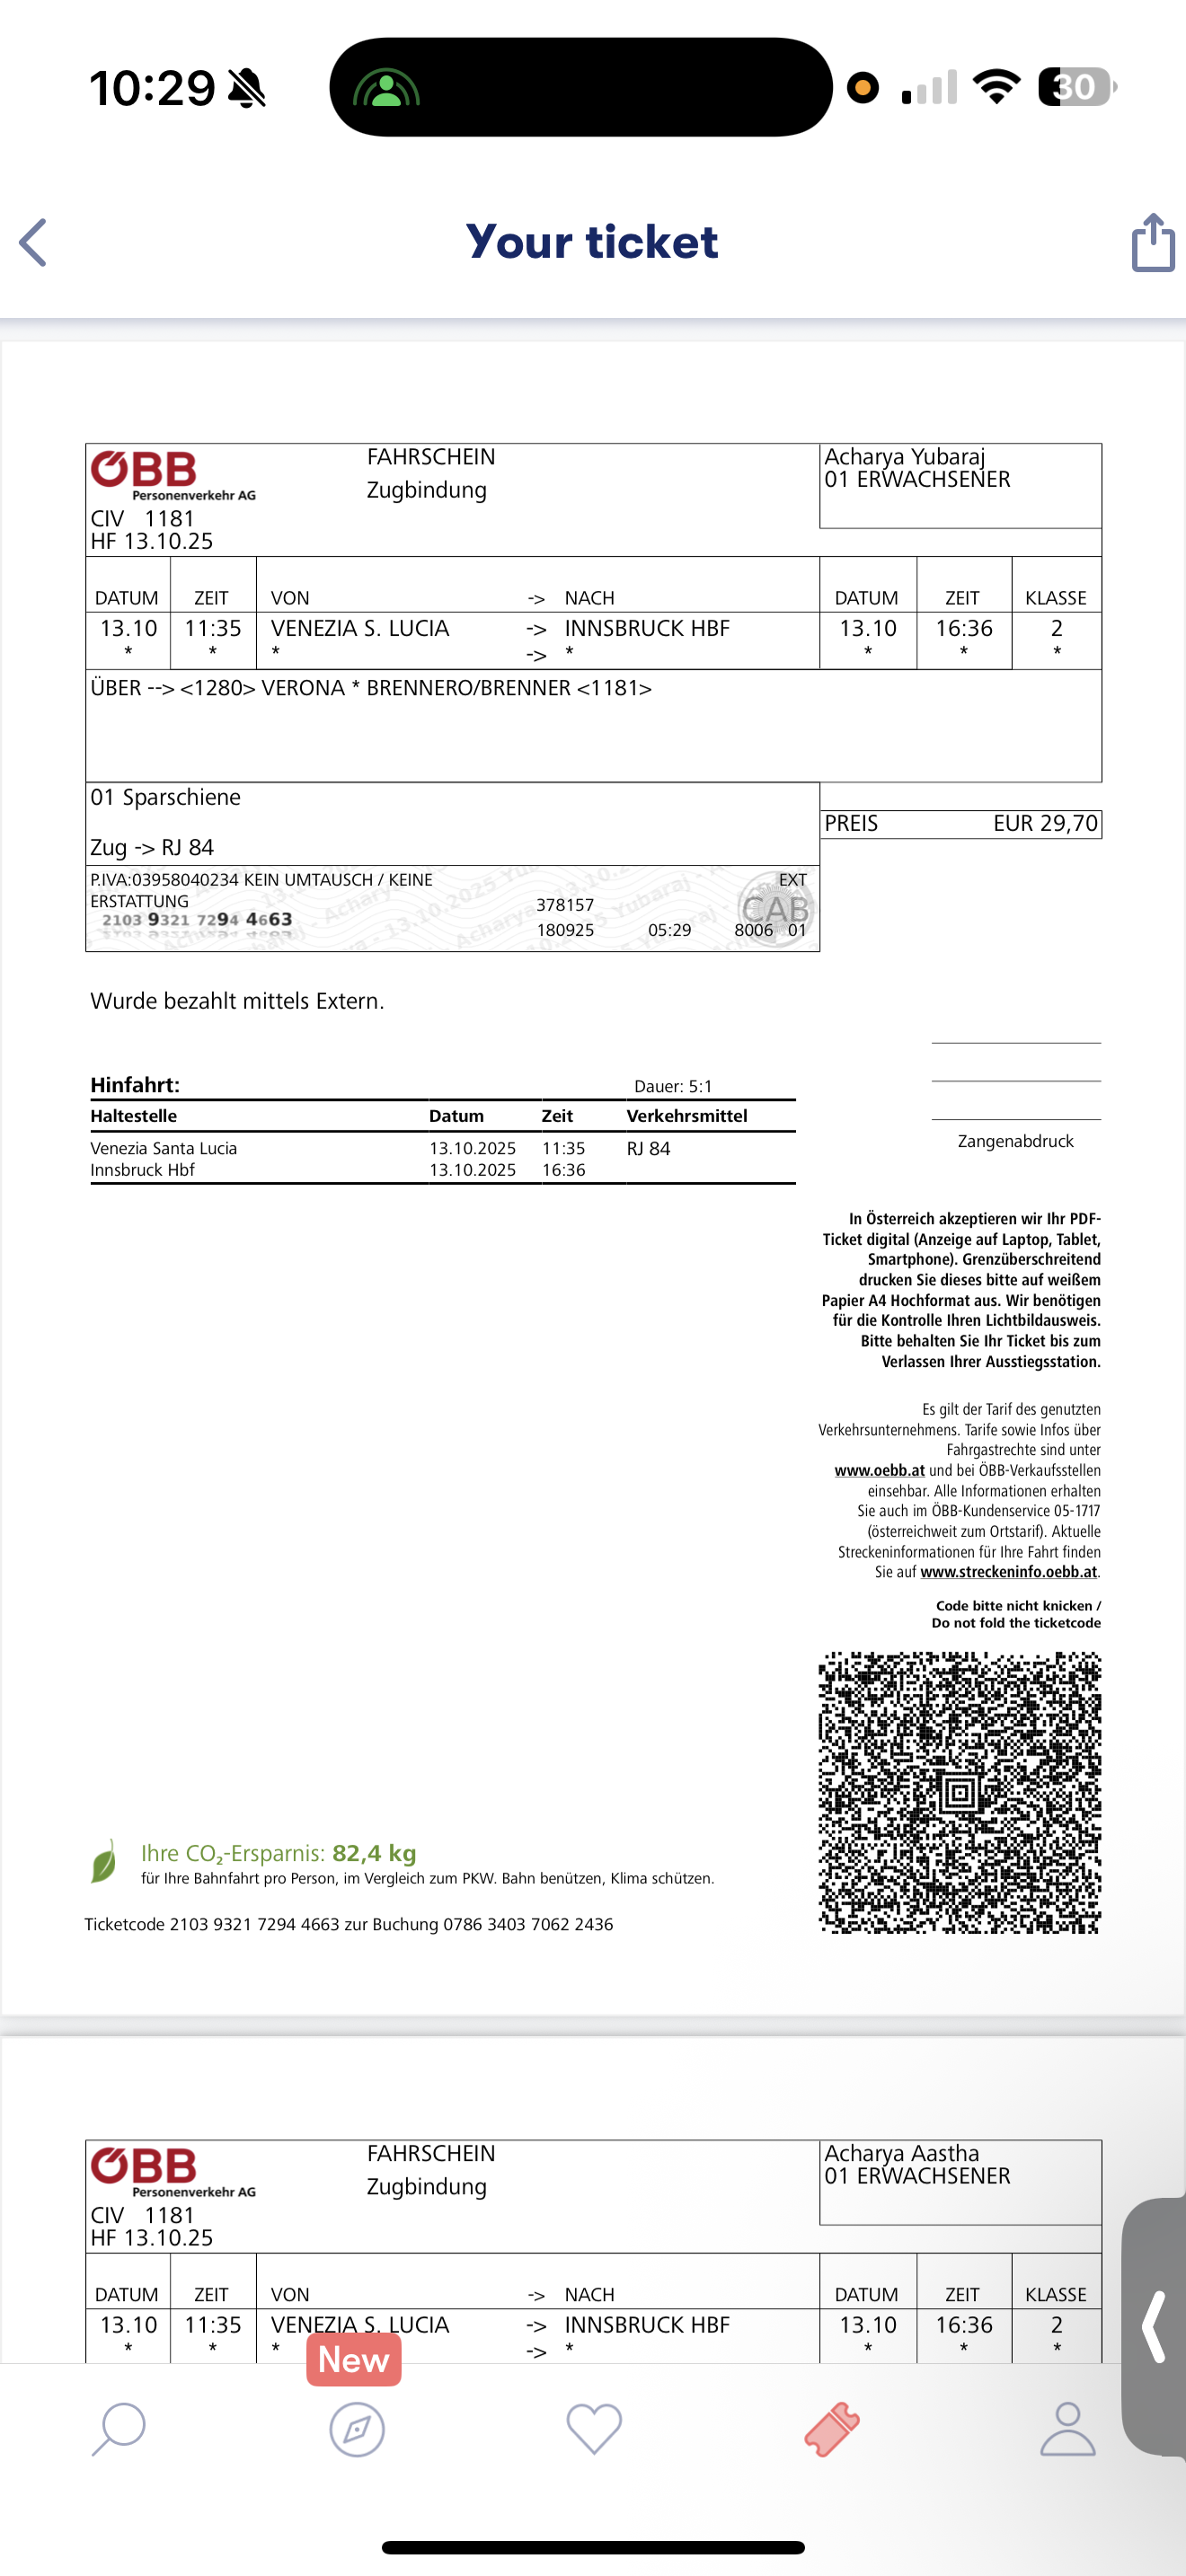 10:29
30
Your ticket
ÖBB
Personenverkehr AG
FAHRSCHEIN
Zugbindung
Acharya Yubaraj
01 ERWACHSENER
CIV 1181
HF 13.10.25
DATUM ZEIT VON -> NACH DATUM ZEIT KLASSE
13.10 11:35 VENEZIA S. LUCIA -> INNSBRUCK HBF 13.10 16:36 2
* * * -> * * * *
ÜBER --> <1280> VERONA * BRENNERO/BRENNER <1181>
01 Sparschiene
PREIS EUR 29,70
Zug -> RJ 84
P.IVA:03958040234 KEIN UMTAUSCH / KEINE EXT
ERSTATTUNG 378157 CAB
2103 9321 7294 4663
180925 05:29 8006 01
Wurde bezahlt mittels Extern.
Hinfahrt: Dauer: 5:1
Haltestelle Datum Zeit Verkehrsmittel
Venezia Santa Lucia 13.10.2025 11:35 RJ 84
Innsbruck Hbf 13.10.2025 16:36
Zangenabdruck
In Österreich akzeptieren wir Ihr PDF-
Ticket digital (Anzeige auf Laptop, Tablet,
Smartphone). Grenzüberschreitend
drucken Sie dieses bitte auf weißem
Papier A4 Hochformat aus. Wir benötigen
für die Kontrolle Ihren Lichtbildausweis.
Bitte behalten Sie Ihr Ticket bis zum
Verlassen Ihrer Ausstiegsstation.
Es gilt der Tarif des genutzten
Verkehrsunternehmens. Tarife sowie Infos über
Fahrgastrechte sind unter
www.oebb.at und bei ÖBB-Verkaufsstellen
einsehbar. Alle Informationen erhalten
Sie auch im ÖBB-Kundenservice 05-1717
(österreichweit zum Ortstarif). Aktuelle
Streckeninformationen für Ihre Fahrt finden
Sie auf www.streckeninfo.oebb.at.
Code bitte nicht knicken /
Do not fold the ticketcode
Ihre CO₂-Ersparnis: 82,4 kg
für Ihre Bahnfahrt pro Person, im Vergleich zum PKW. Bahn benützen, Klima schützen.
Ticketcode 2103 9321 7294 4663 zur Buchung 0786 3403 7062 2436
ÖBB
Personenverkehr AG
FAHRSCHEIN
Zugbindung
Acharya Aastha
01 ERWACHSENER
CIV 1181
HF 13.10.25
DATUM ZEIT VON -> NACH DATUM ZEIT KLASSE
13.10 11:35 VENEZIA S. LUCIA -> INNSBRUCK HBF 13.10 16:36 2
* * * -> * * * *
New